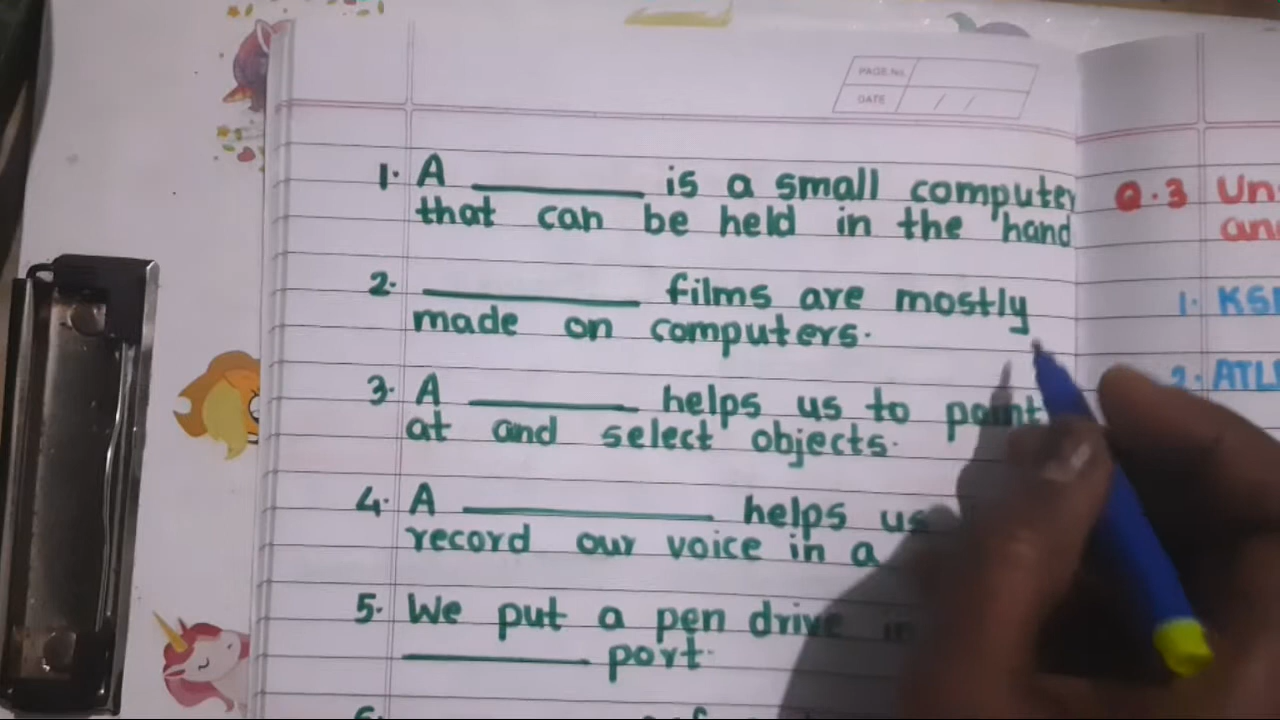 PAGE No.
DATE / /
1. A ________ is a small computer
that can be held in the hand
2. ________ films are mostly
made on computers.
3. A ________ helps us to point
at and select objects.
4. A ________ helps us
record our voice in a
5. We put a pen drive in
________ port.
6.
Q.3 Un
an
1. KS
2. ATL